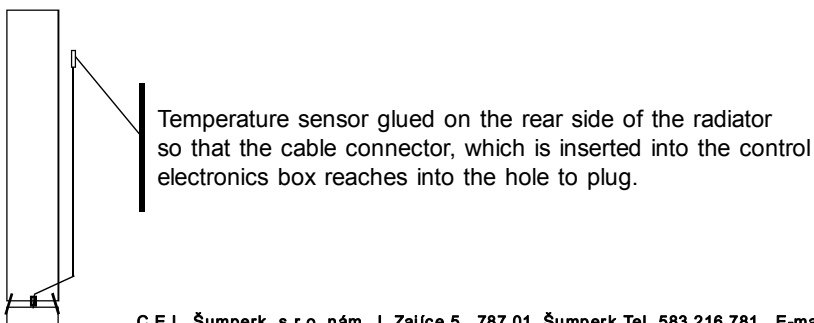 Temperature sensor glued on the rear side of the radiator
so that the cable connector, which is inserted into the control
electronics box reaches into the hole to plug.
C.E.I. Šumperk, s.r.o. nám. J. Zajíce 5, 787 01 Šumperk Tel. 583 216 781